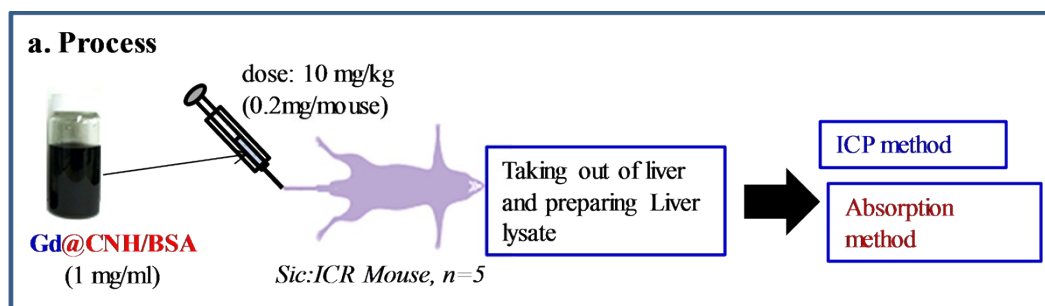 a. Process
dose: 10 mg/kg
(0.2mg/mouse)
Gd@CNH/BSA
(1 mg/ml)
Sic:ICR Mouse, n=5
Taking out of liver
and preparing Liver
lysate
ICP method
Absorption
method